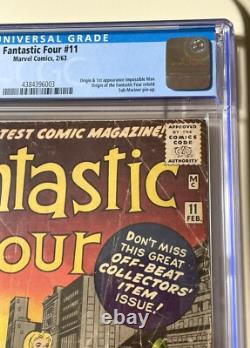 UNIVERSAL GRADE
Fantastic Four #11
Marvel Comics, 2/63
Origin & 1st appearance Impossible Man
Origin of the Fantastic Four retold
Sub-Mariner pin-up
4384396003
TEST COMIC MAGAZINE!
APPROVED
BY THE
COMICS
CODE
AUTHORITY
MC
11
FEB.
ntastic
our
DON'T MISS
THIS GREAT
OFF-BEAT
COLLECTORS'
ITEM
ISSUE!